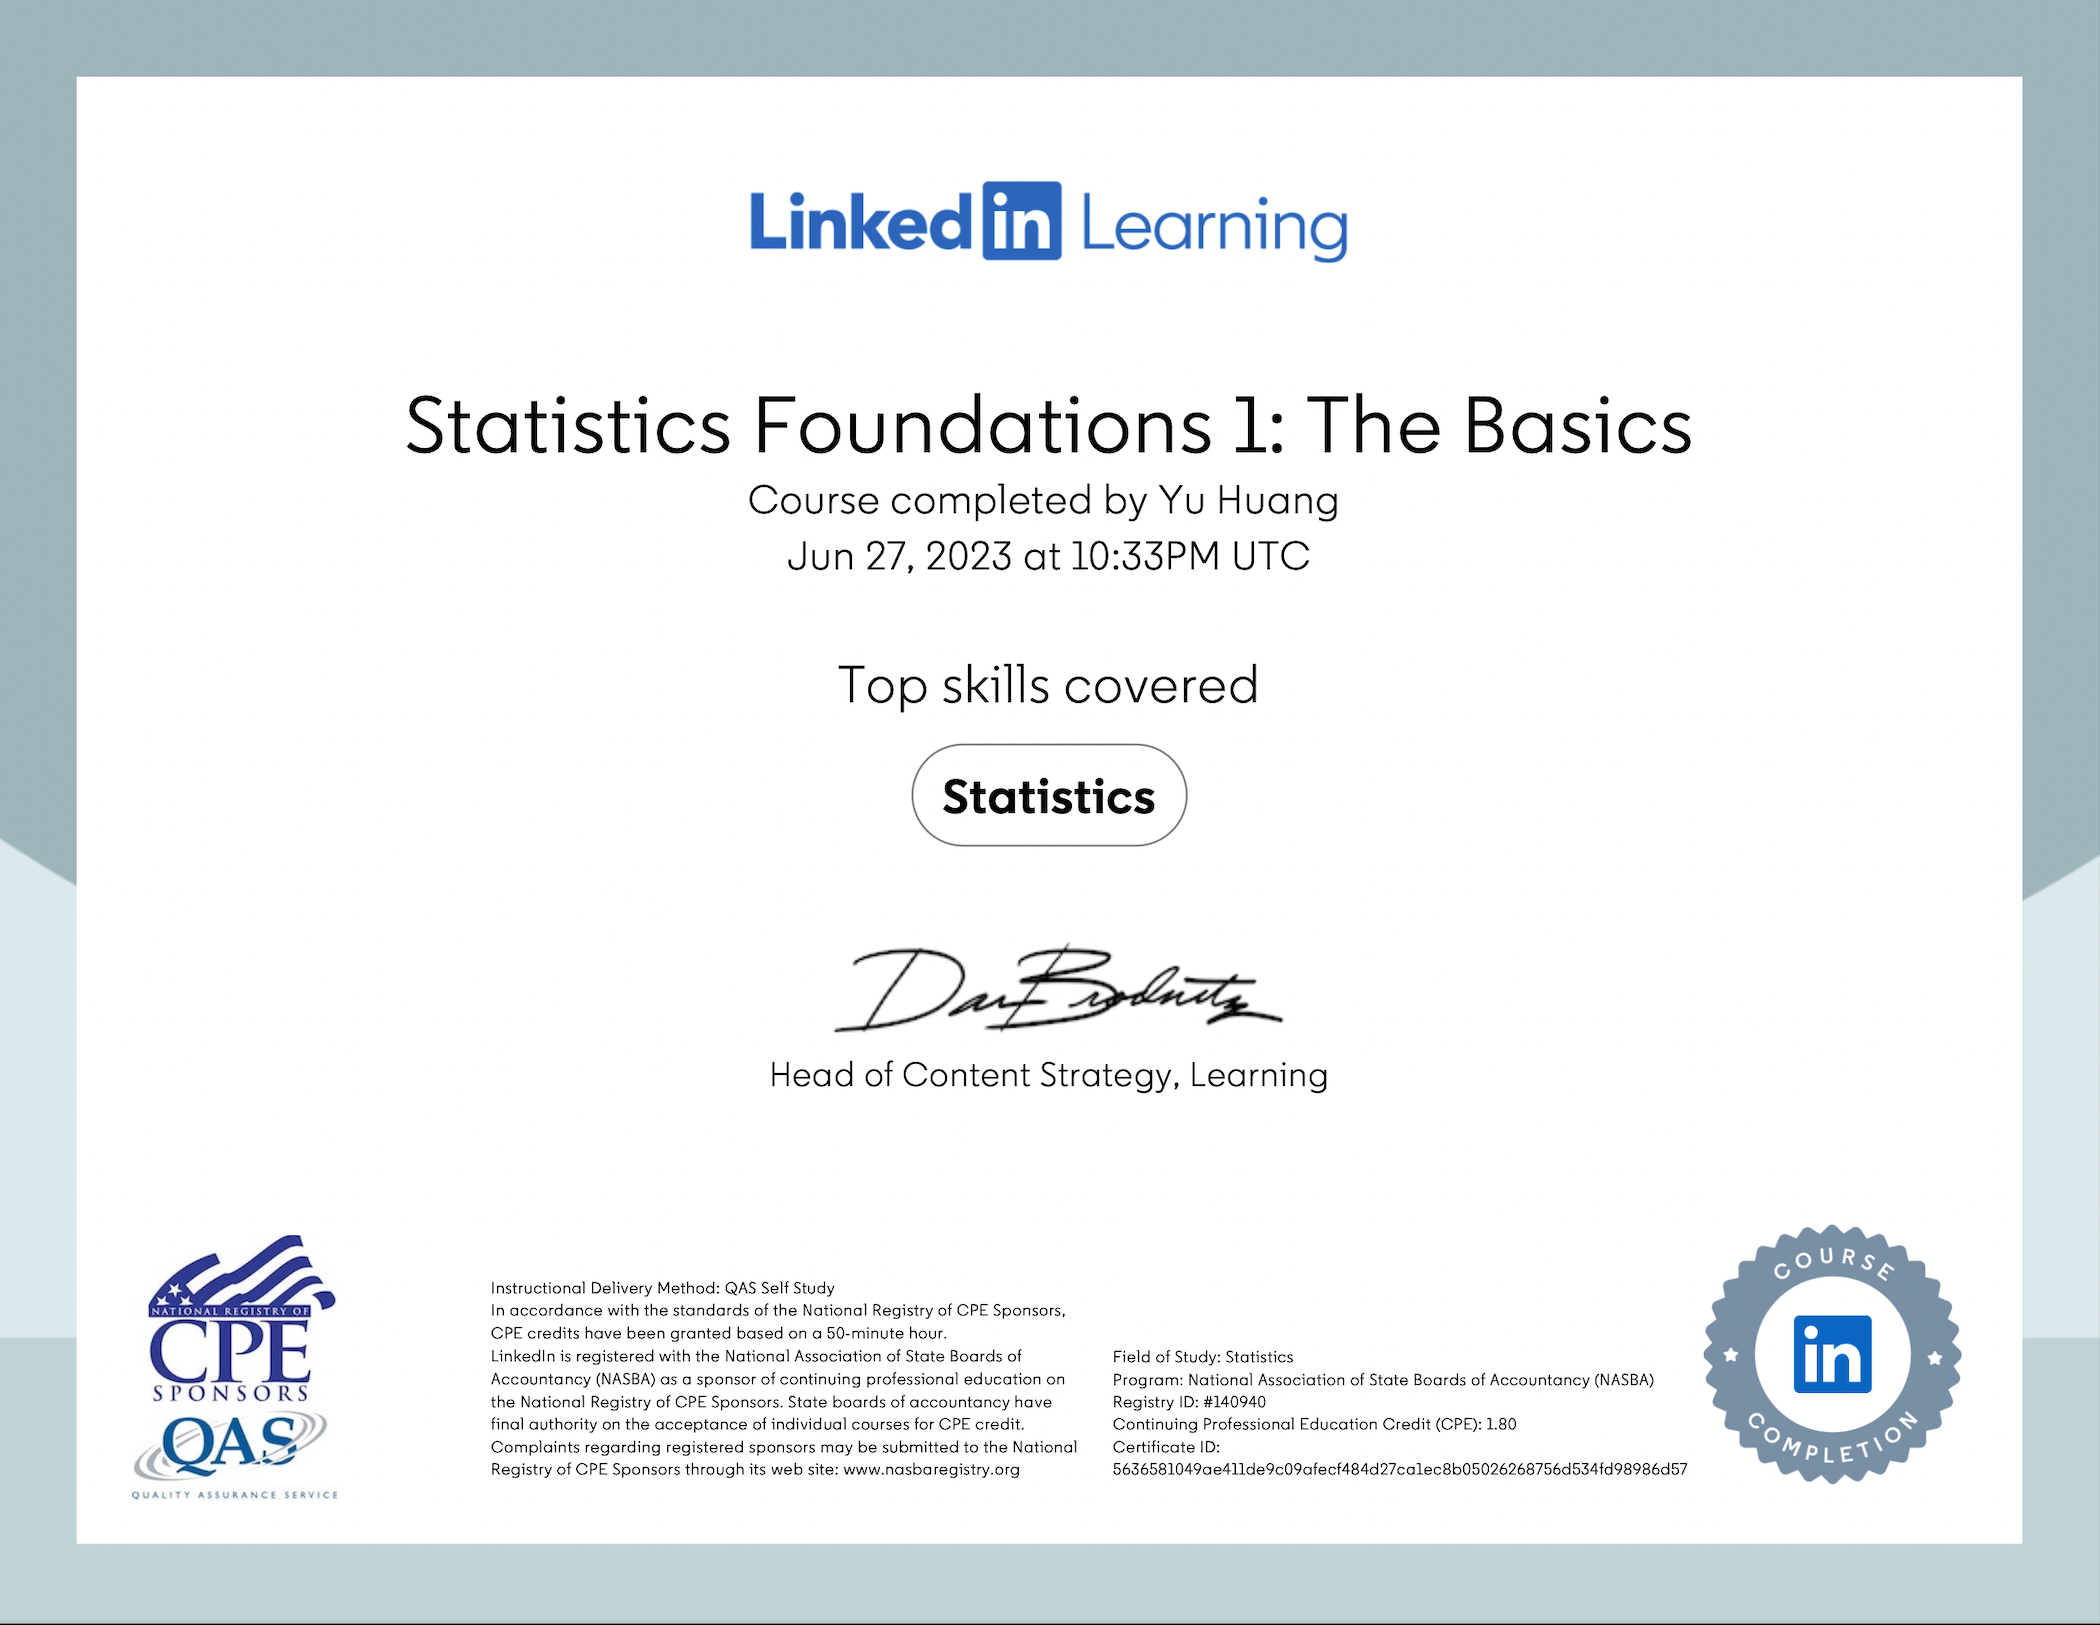 Linked in Learning
Statistics Foundations 1: The Basics
Course completed by Yu Huang
Jun 27, 2023 at 10:33PM UTC
Top skills covered
Statistics
Dan Brodnitz
Head of Content Strategy, Learning
NATIONAL REGISTRY OF
CPE
SPONSORS
QAS
QUALITY ASSURANCE SERVICE
Instructional Delivery Method: QAS Self Study
In accordance with the standards of the National Registry of CPE Sponsors,
CPE credits have been granted based on a 50-minute hour.
LinkedIn is registered with the National Association of State Boards of
Accountancy (NASBA) as a sponsor of continuing professional education on
the National Registry of CPE Sponsors. State boards of accountancy have
final authority on the acceptance of individual courses for CPE credit.
Complaints regarding registered sponsors may be submitted to the National
Registry of CPE Sponsors through its web site: www.nasbaregistry.org
Field of Study: Statistics
Program: National Association of State Boards of Accountancy (NASBA)
Registry ID: #140940
Continuing Professional Education Credit (CPE): 1.80
Certificate ID:
5636581049ae411de9c09afecf484d27ca1ec8b05026268756d534fd98986d57
COURSE
in
COMPLETION